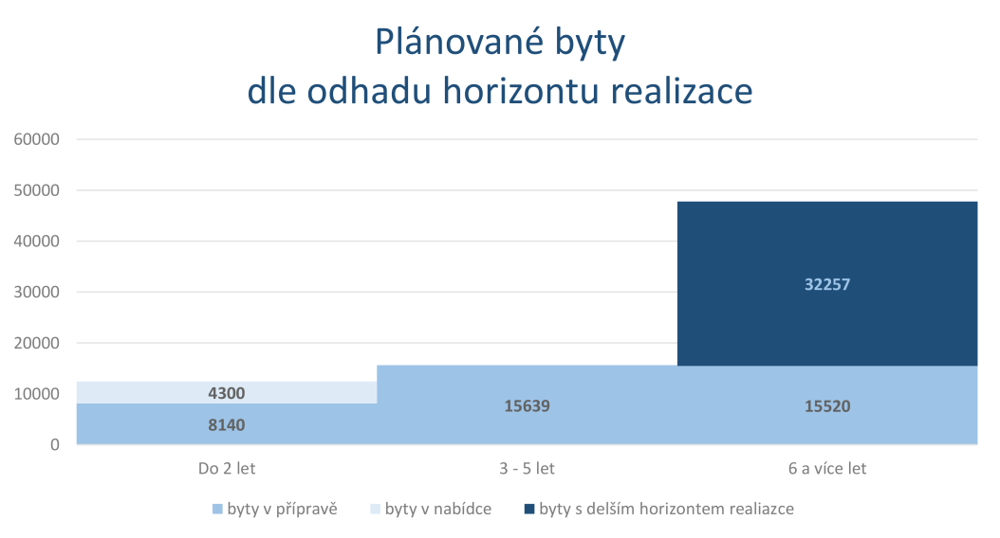 Plánované byty
dle odhadu horizontu realizace
60000
50000
40000
30000
20000
10000
0
32257
4300
8140
15639
15520
Do 2 let
3 - 5 let
6 a více let
byty v přípravě
byty v nabídce
byty s delším horizontem realiazce